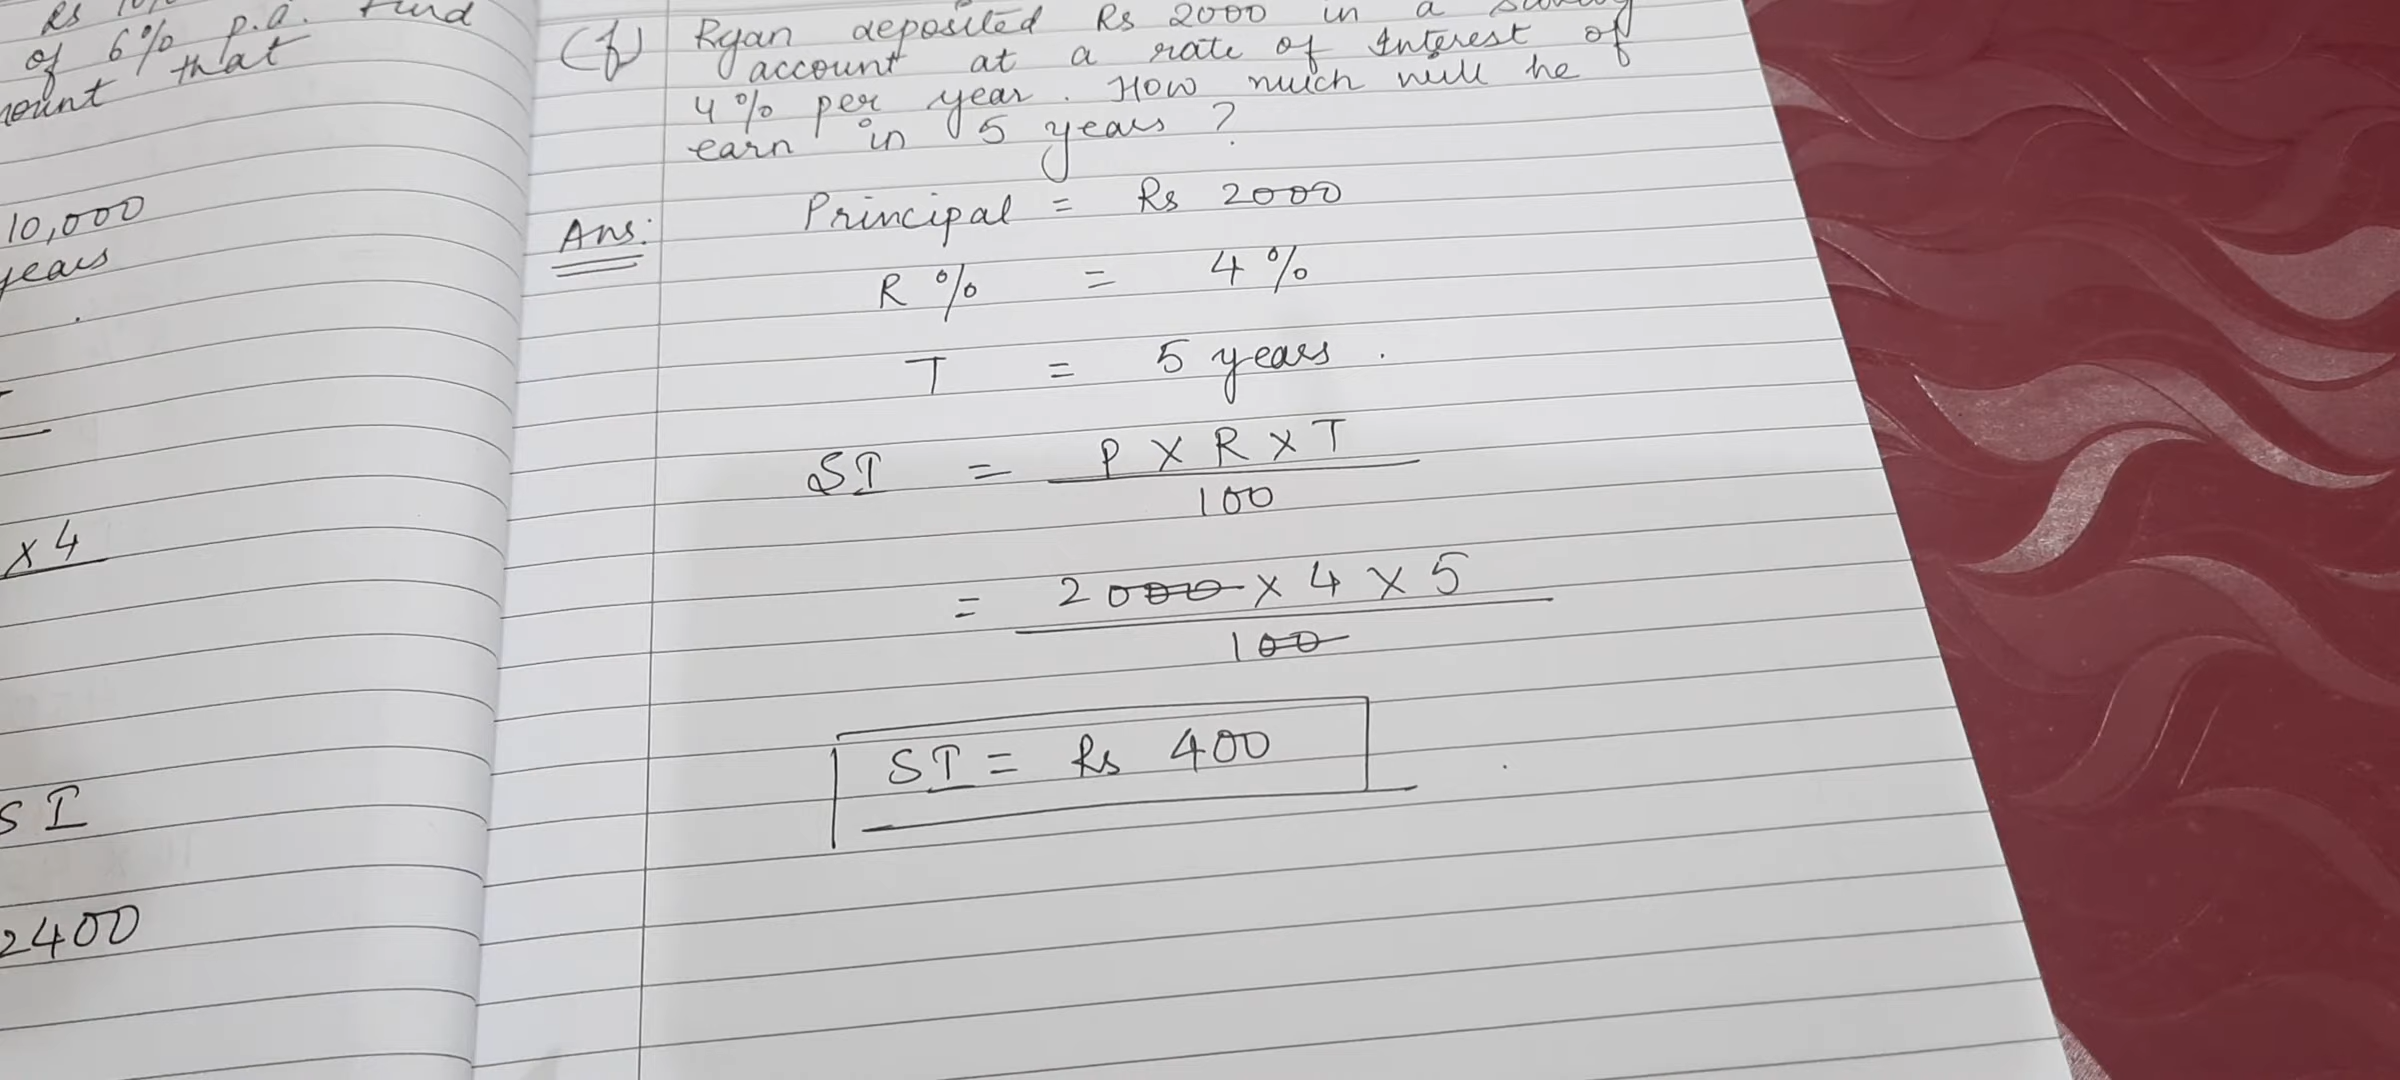 of 6% p.a. Find
that
10,000
years
x 4
SI
2400
(f) Ryan deposited Rs 2000 in a
account at a rate of Interest of
4% per year. How much will he
earn in 5 years ?
Ans: Principal = Rs 2000
R % = 4 %
T = 5 years .
SI = P X R X T
100
= 2000 X 4 X 5
100
SI = Rs 400